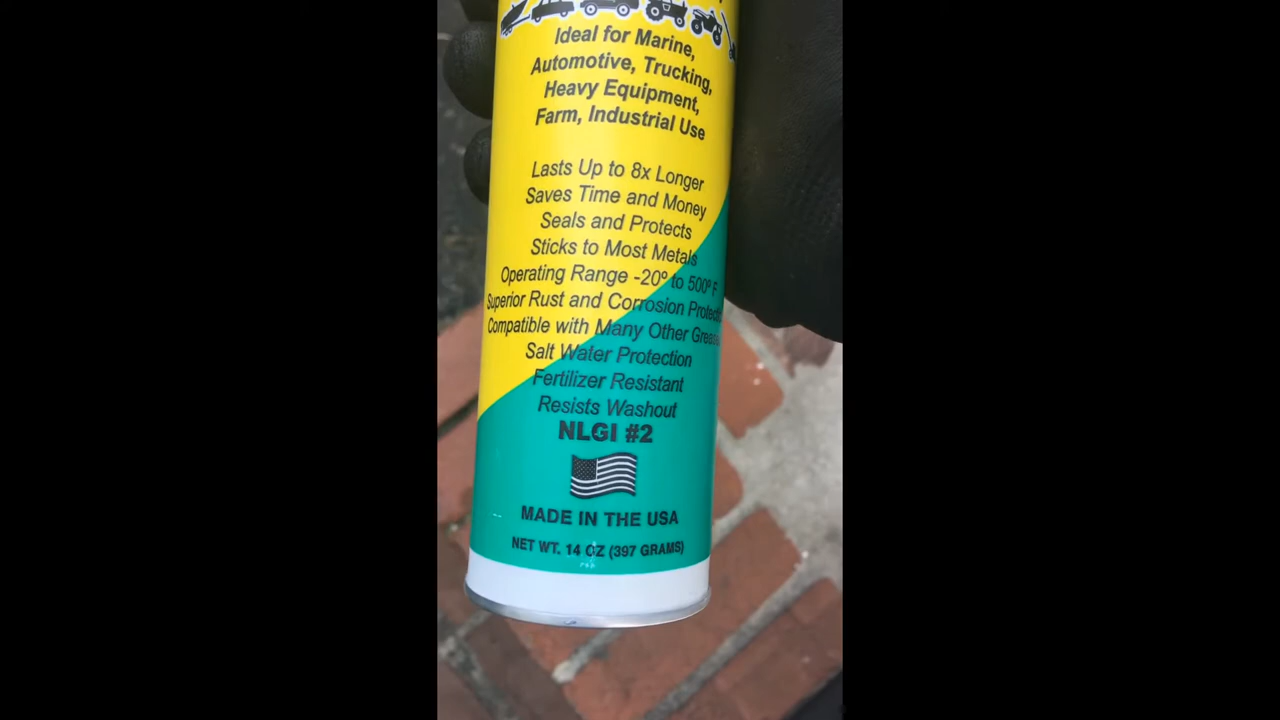 Ideal for Marine,
Automotive, Trucking,
Heavy Equipment,
Farm, Industrial Use
Lasts Up to 8x Longer
Saves Time and Money
Seals and Protects
Sticks to Most Metals
Operating Range -20º to 500º F
Superior Rust and Corrosion
Compatible with Many Other
Salt Water Protection
Fertilizer Resistant
Resists Washout
NLGI #2
MADE IN THE USA
NET WT. 14 OZ (397 GRAMS)